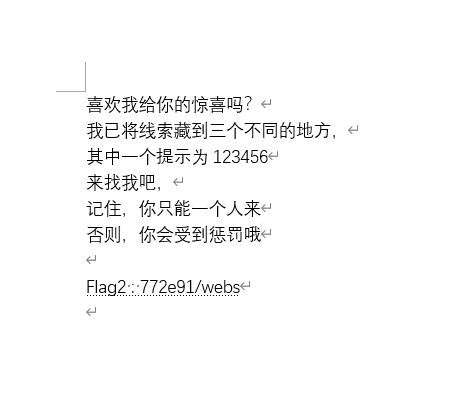 喜欢我给你的惊喜吗？
我已将线索藏到三个不同的地方，
其中一个提示为 123456
来找我吧，
记住，你只能一个人来
否则，你会受到惩罚哦
Flag2 : 772e91/webs